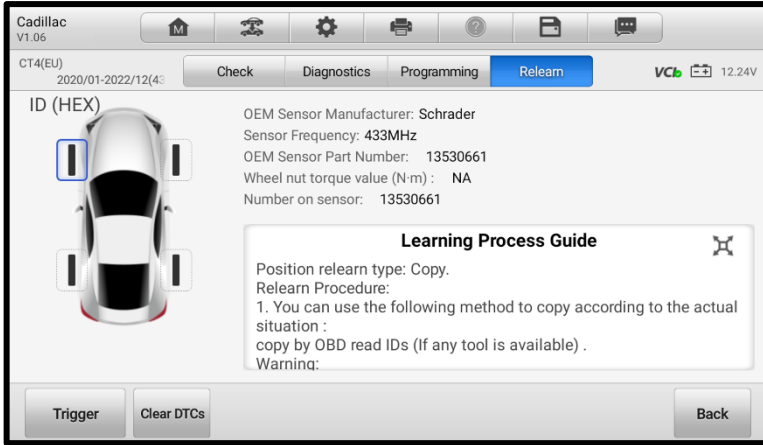 Cadillac
V1.06
M
CT4(EU)
2020/01-2022/12(43
Check
Diagnostics
Programming
Relearn
VCI
12.24V
ID (HEX)
OEM Sensor Manufacturer: Schrader
Sensor Frequency: 433MHz
OEM Sensor Part Number: 13530661
Wheel nut torque value (N·m) : NA
Number on sensor: 13530661
Learning Process Guide
Position relearn type: Copy.
Relearn Procedure:
1. You can use the following method to copy according to the actual
situation :
copy by OBD read IDs (If any tool is available) .
Warning:
Trigger
Clear DTCs
Back